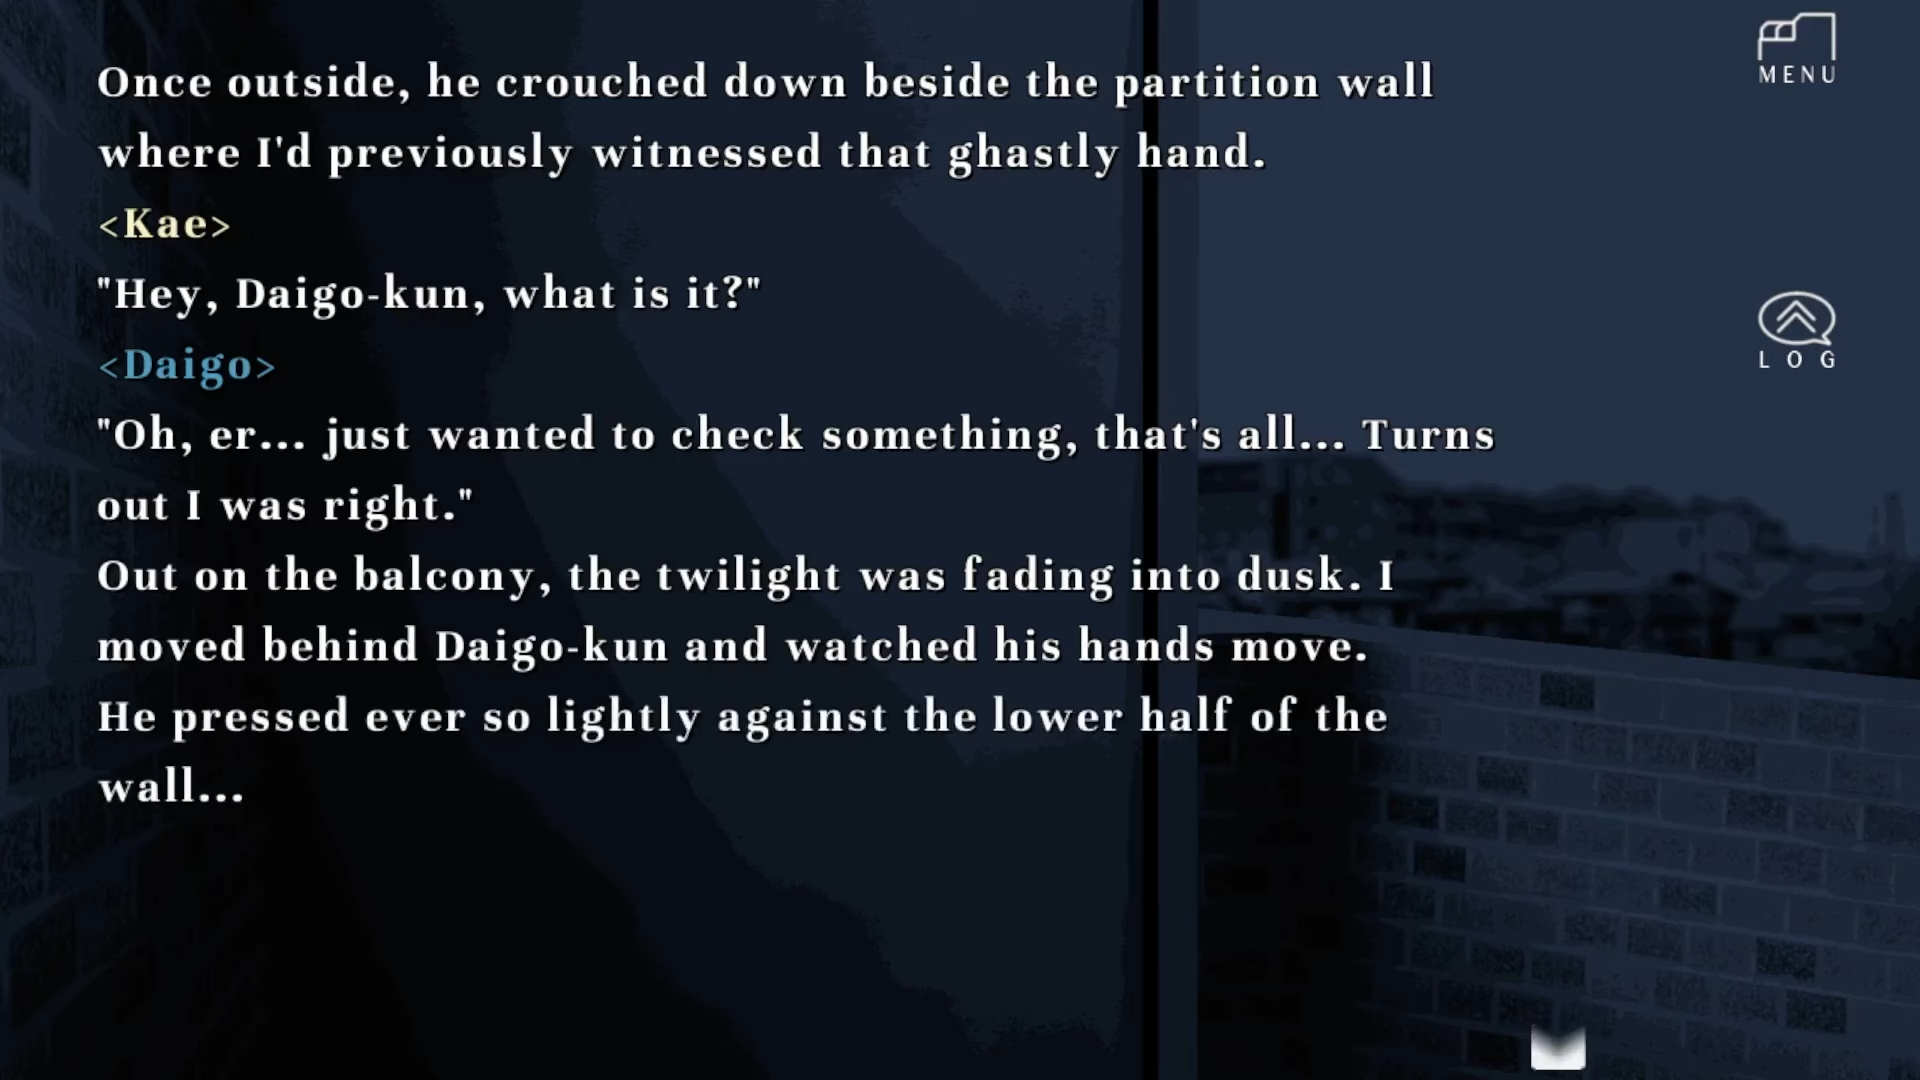 Once outside, he crouched down beside the partition wall
where I'd previously witnessed that ghastly hand.
<Kae>
"Hey, Daigo-kun, what is it?"
<Daigo>
"Oh, er... just wanted to check something, that's all... Turns
out I was right."
Out on the balcony, the twilight was fading into dusk. I
moved behind Daigo-kun and watched his hands move.
He pressed ever so lightly against the lower half of the
wall...
MENU
LOG